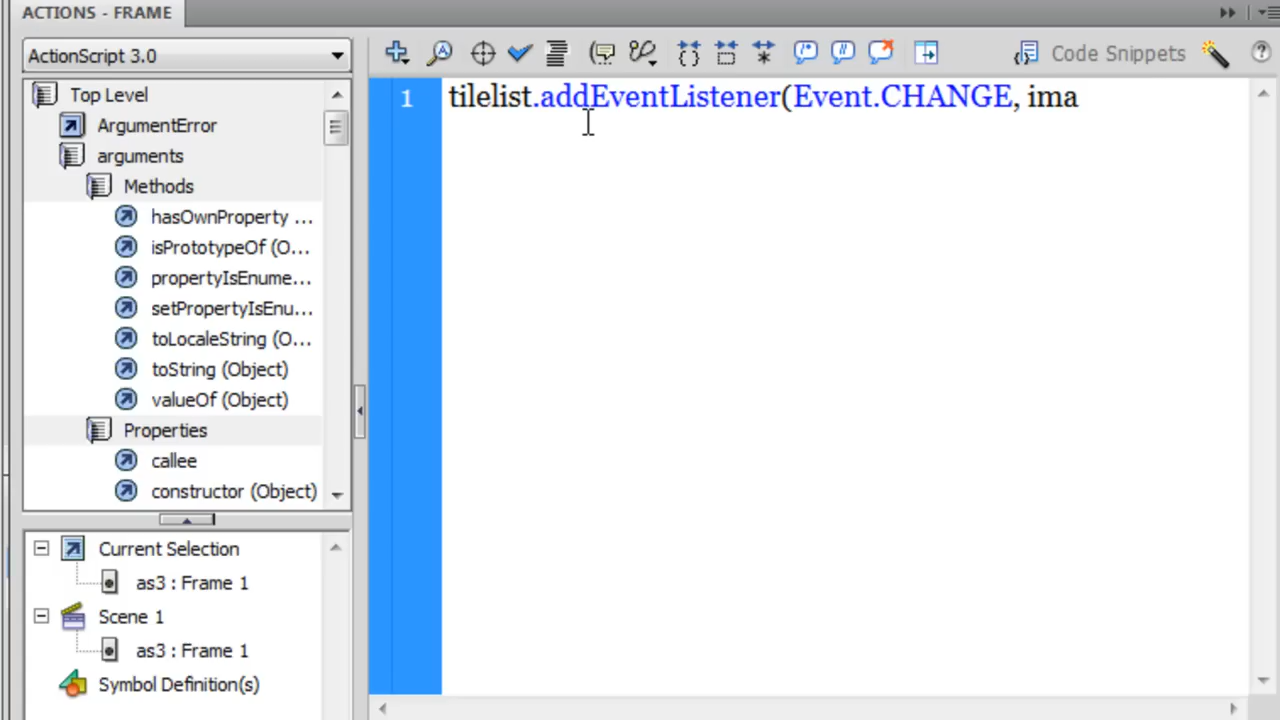 ACTIONS - FRAME
ActionScript 3.0
Code Snippets
Top Level
ArgumentError
arguments
Methods
hasOwnProperty ...
isPrototypeOf (O...
propertyIsEnume...
setPropertyIsEnu...
toLocaleString (O...
toString (Object)
valueOf (Object)
Properties
callee
constructor (Object)
Current Selection
as3 : Frame 1
Scene 1
as3 : Frame 1
Symbol Definition(s)
1 tilelist.addEventListener(Event.CHANGE, ima